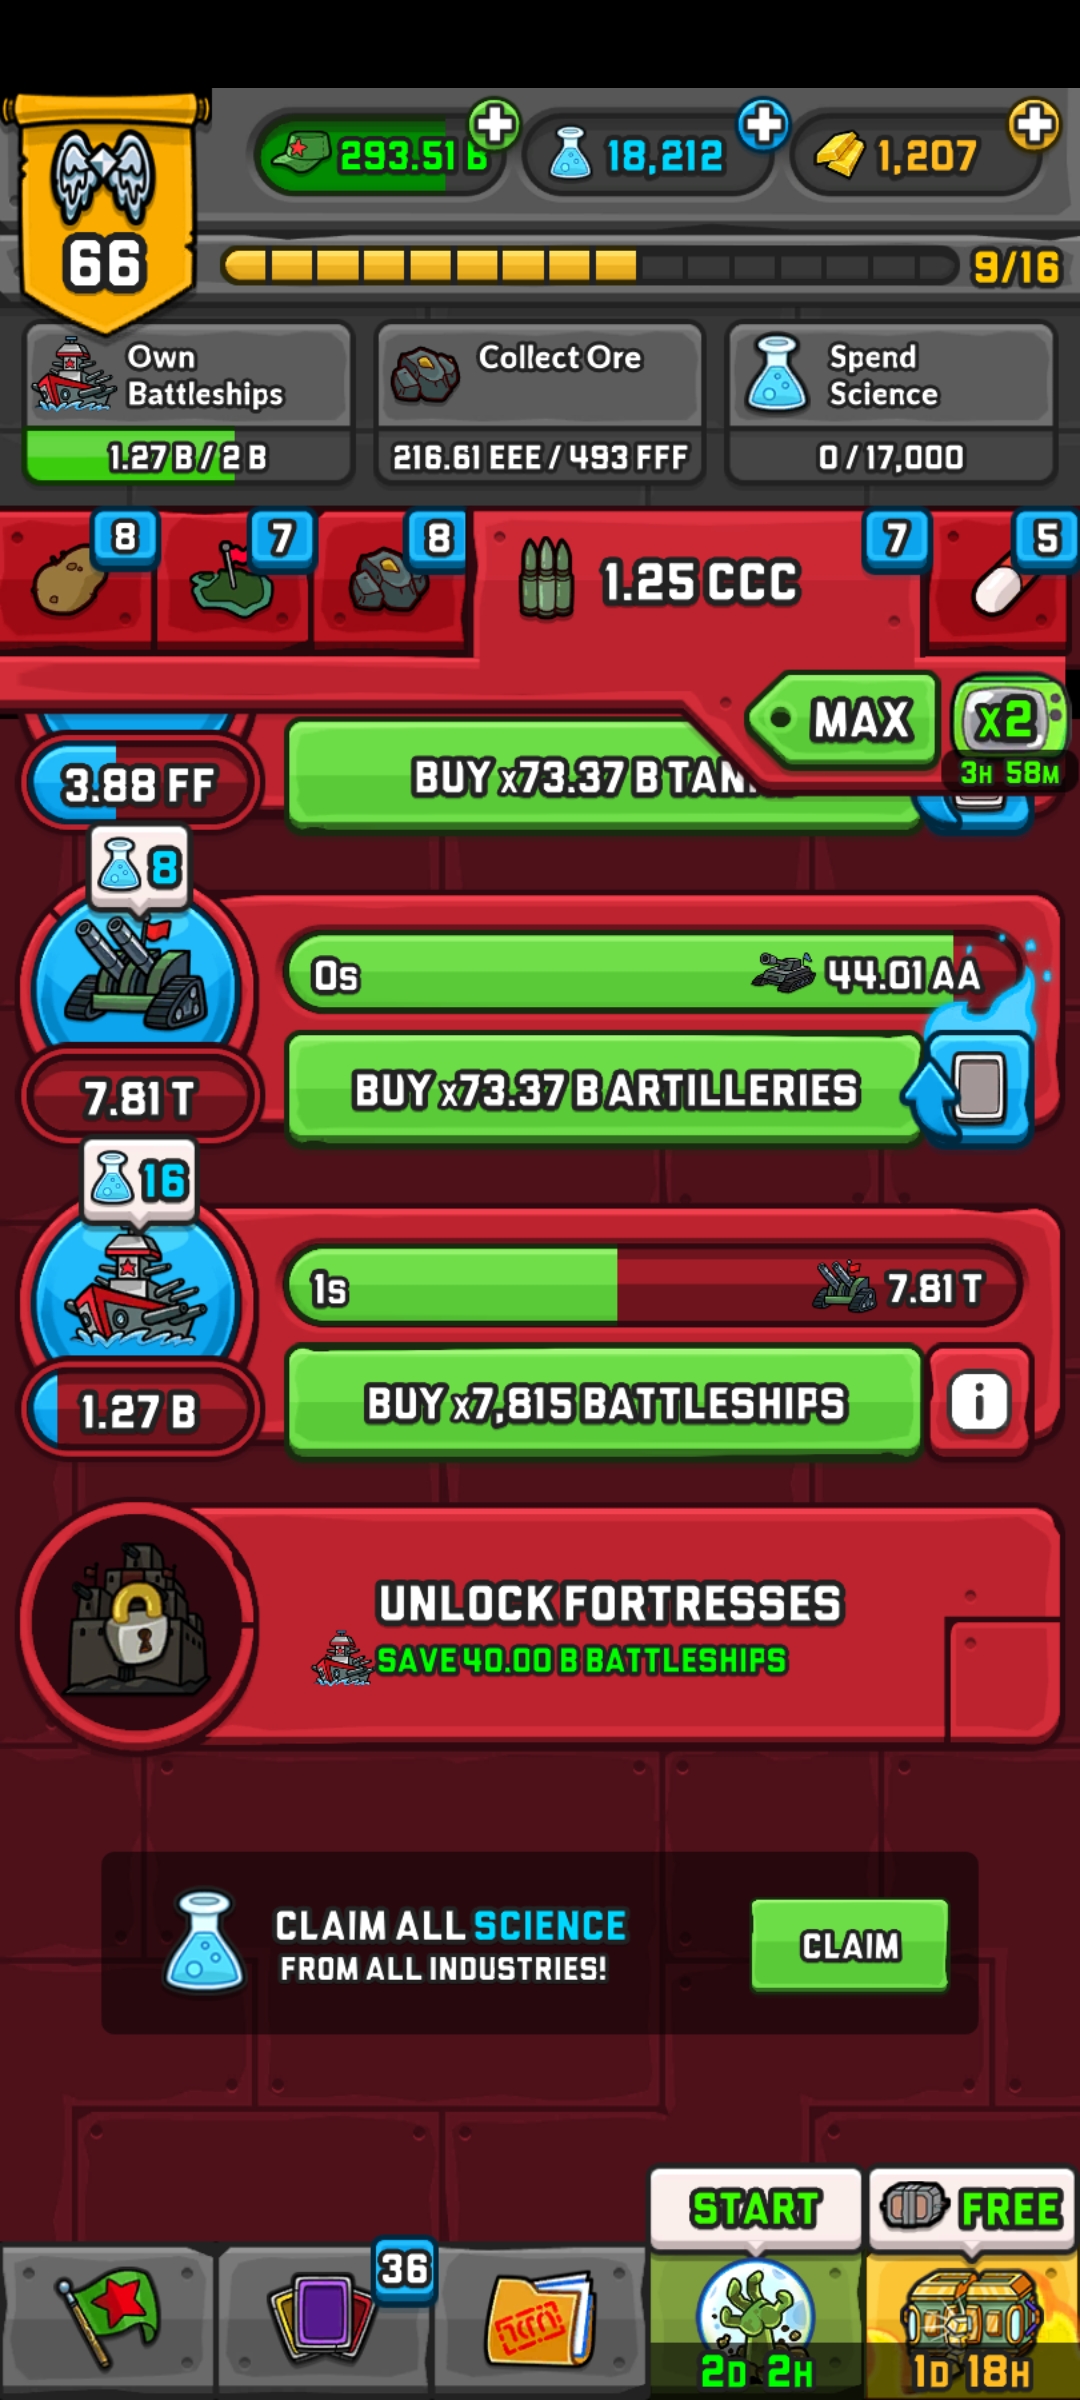 293.51 B
18,212
1,207
66
9/16
Own
Battleships
1.27 B / 2 B
Collect Ore
216.61 EEE / 493 FFF
Spend
Science
0 / 17,000
8
7
8
1.25 CCC
7
5
MAX
x2
3H 58M
3.88 FF
BUY x73.37 B
8
0s
44.01 AA
7.81 T
BUY x73.37 B ARTILLERIES
16
1s
7.81 T
1.27 B
BUY x7,815 BATTLESHIPS
i
UNLOCK FORTRESSES
SAVE 40.00 B BATTLESHIPS
CLAIM ALL SCIENCE
FROM ALL INDUSTRIES!
CLAIM
START
FREE
36
2D 2H
1D 18H